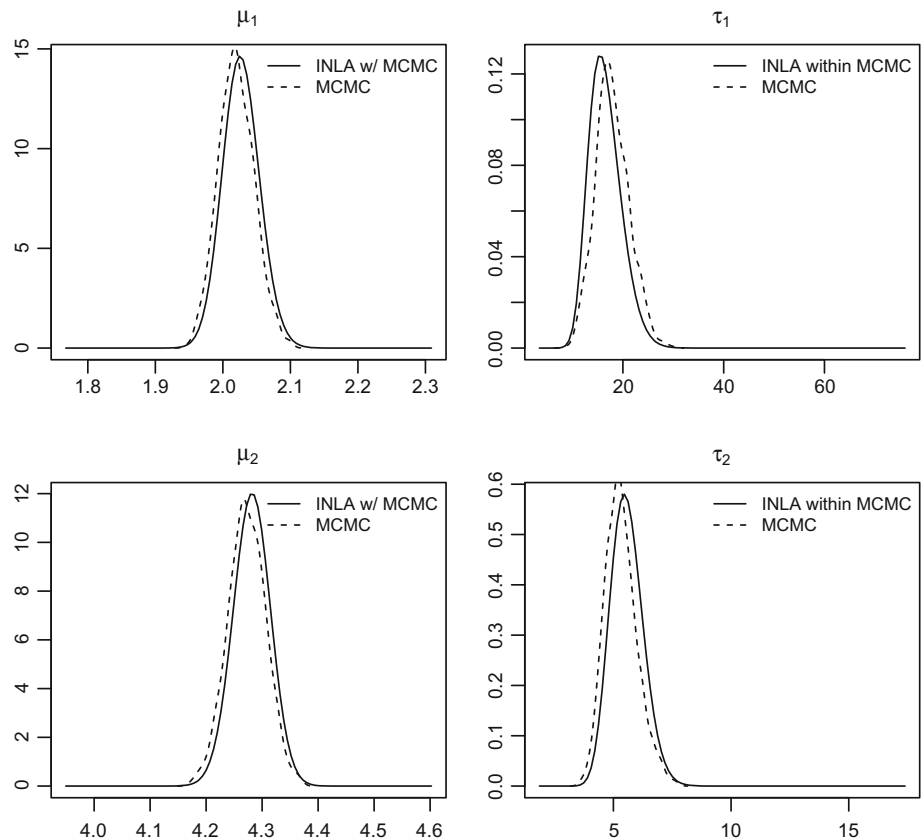 μ1
15
10
5
0
INLA w/ MCMC
MCMC
1.8 1.9 2.0 2.1 2.2 2.3
τ1
0.12
0.08
0.04
0.00
INLA within MCMC
MCMC
20 40 60
μ2
12
10
8
6
4
2
0
INLA w/ MCMC
MCMC
4.0 4.1 4.2 4.3 4.4 4.5 4.6
τ2
0.6
0.5
0.4
0.3
0.2
0.1
0.0
INLA within MCMC
MCMC
5 10 15